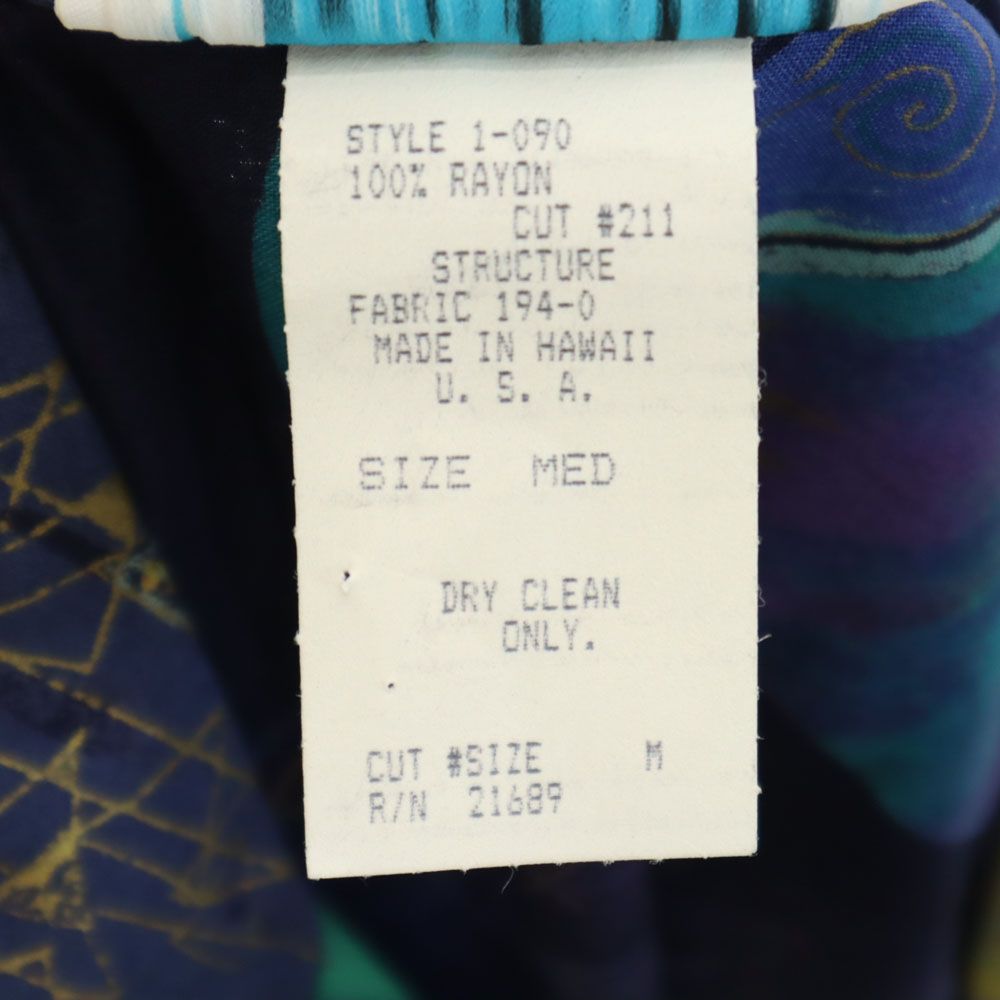 STYLE 1-090
100% RAYON
CUT #211
STRUCTURE
FABRIC 194-0
MADE IN HAWAII
U. S. A.
SIZE MED
DRY CLEAN
ONLY.
CUT #SIZE M
R/N 21689